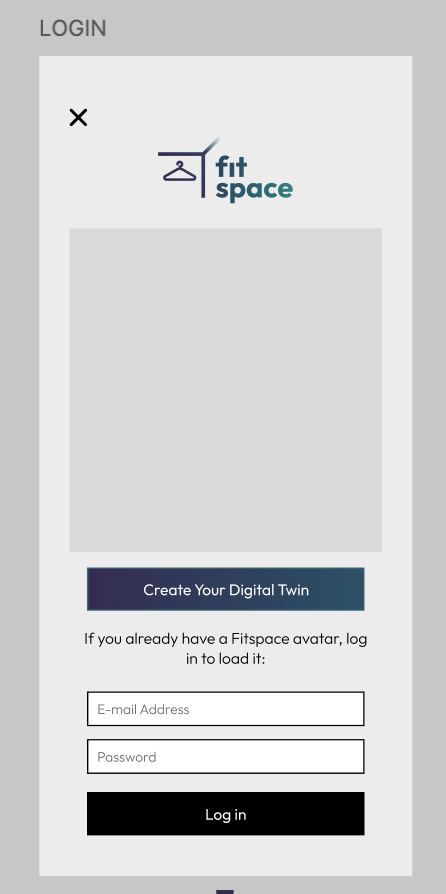 LOGIN
fit
space
Create Your Digital Twin
If you already have a Fitspace avatar, log
in to load it:
E-mail Address
Password
Log in